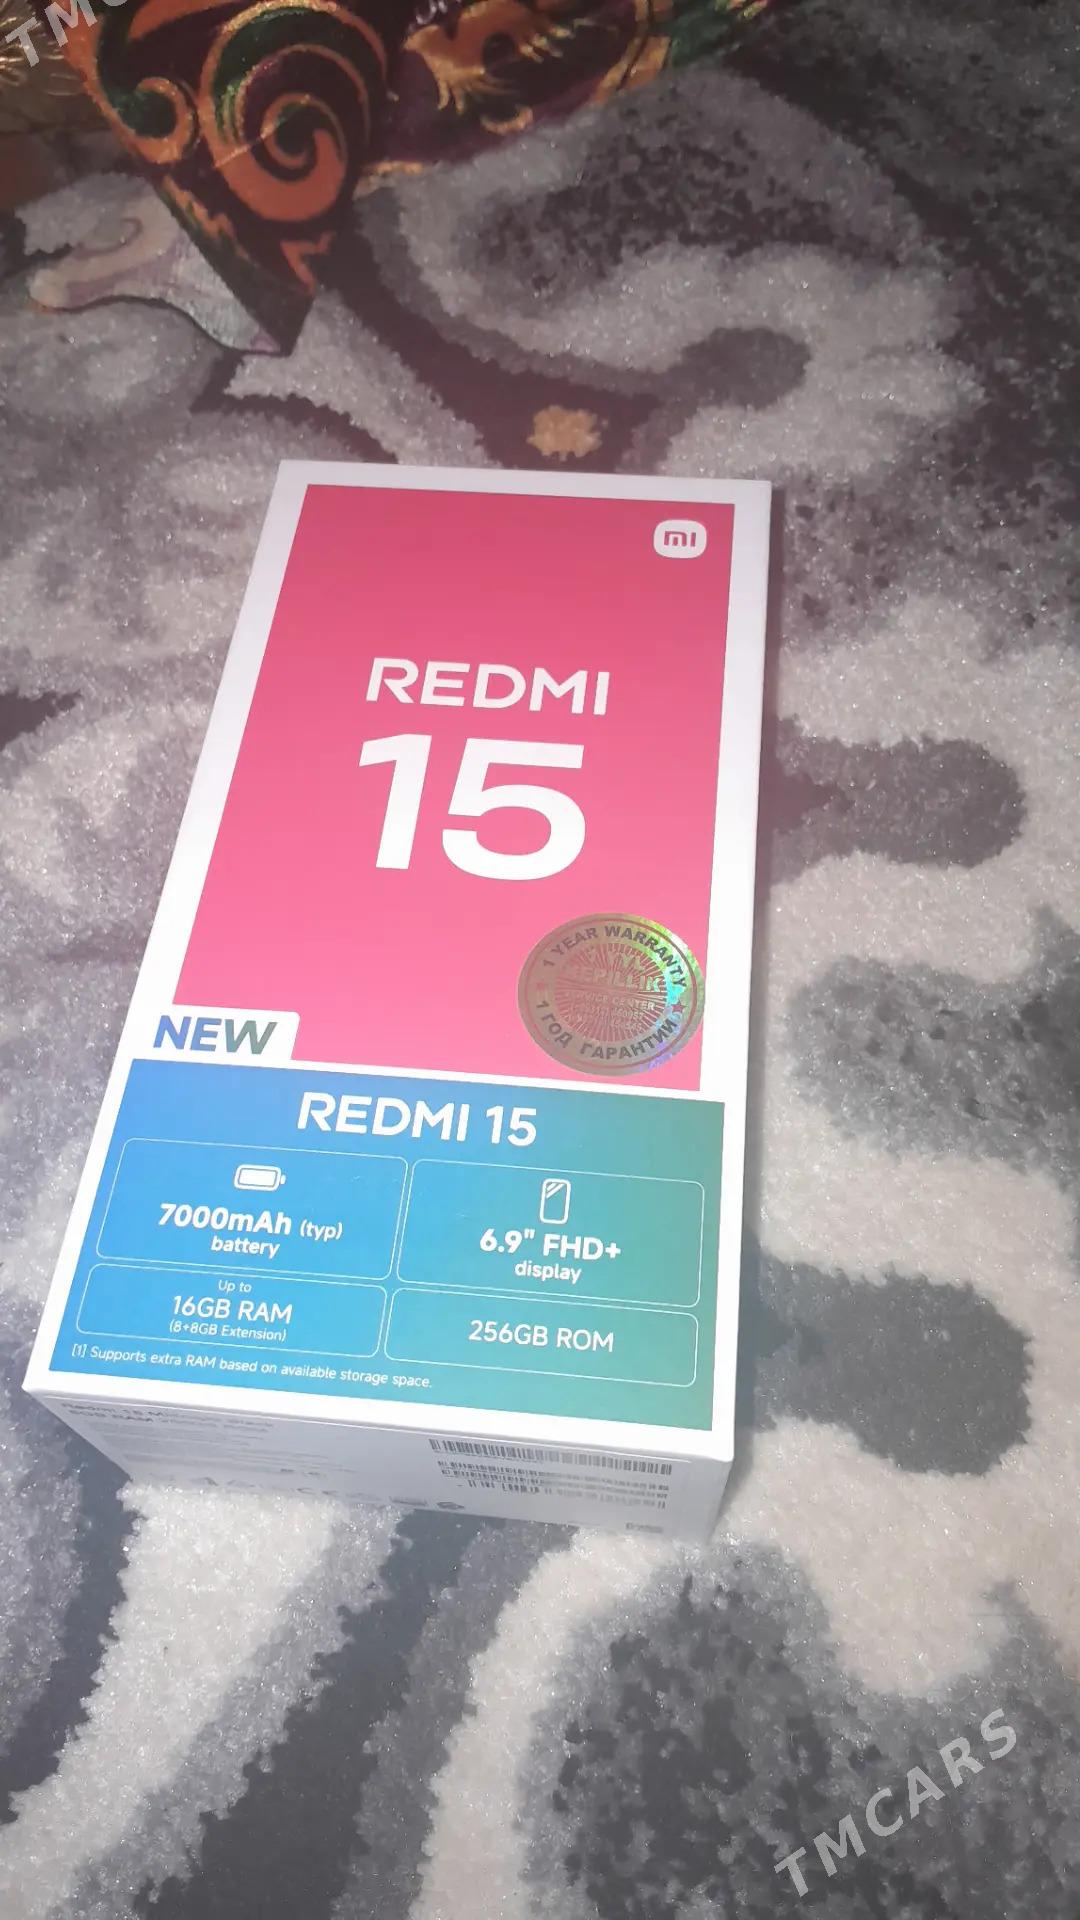 mi
REDMI
15
1 YEAR WARRANTY
SERVICE CENTER
1 ГОД ГАРАНТИИ
NEW
REDMI 15
7000mAh (typ)
battery
6.9" FHD+
display
Up to
16GB RAM
(8+8GB Extension)
256GB ROM
[1] Supports extra RAM based on available storage space.
TMCARS